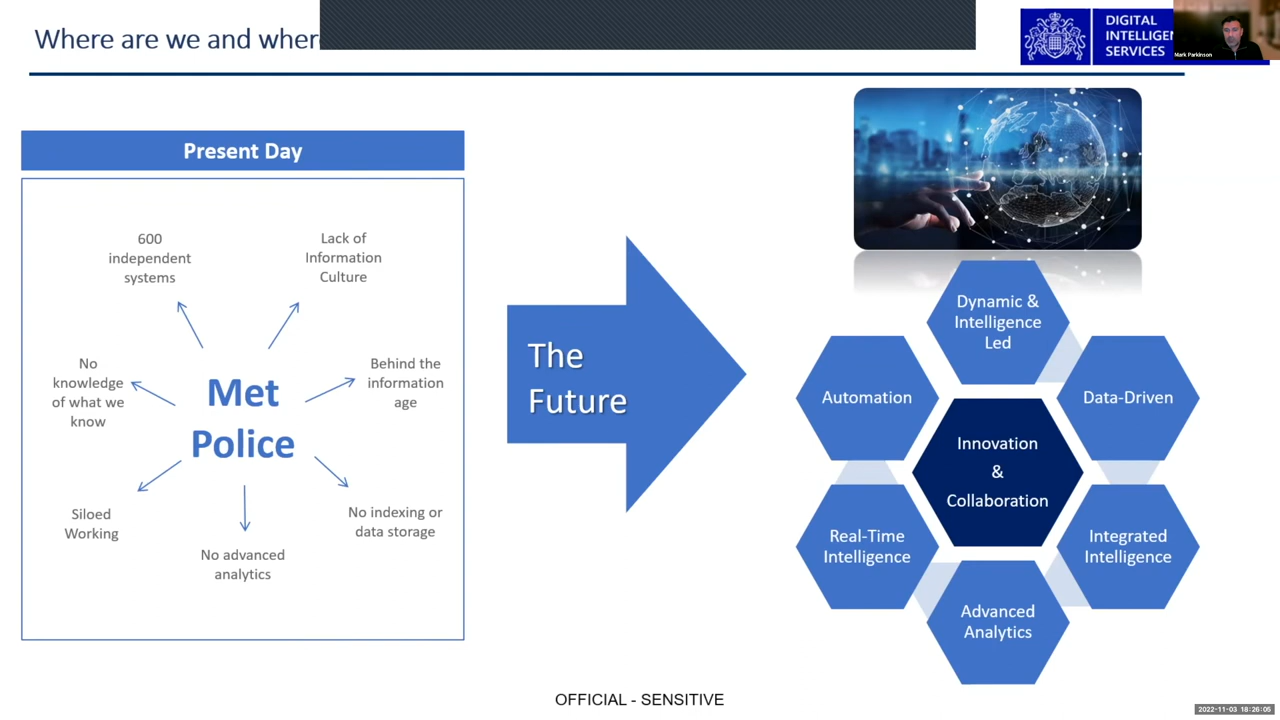 Where are we and where
DIGITAL
INTELLIGEN
SERVICES
Mark Parkinson
Present Day
600
independent
systems
Lack of
Information
Culture
No
knowledge
of what we
know
Behind the
information
age
Met
Police
Siloed
Working
No indexing or
data storage
No advanced
analytics
The
Future
Dynamic &
Intelligence
Led
Automation
Data-Driven
Innovation
&
Collaboration
Real-Time
Intelligence
Integrated
Intelligence
Advanced
Analytics
OFFICIAL - SENSITIVE
2022-11-03 18:26:05